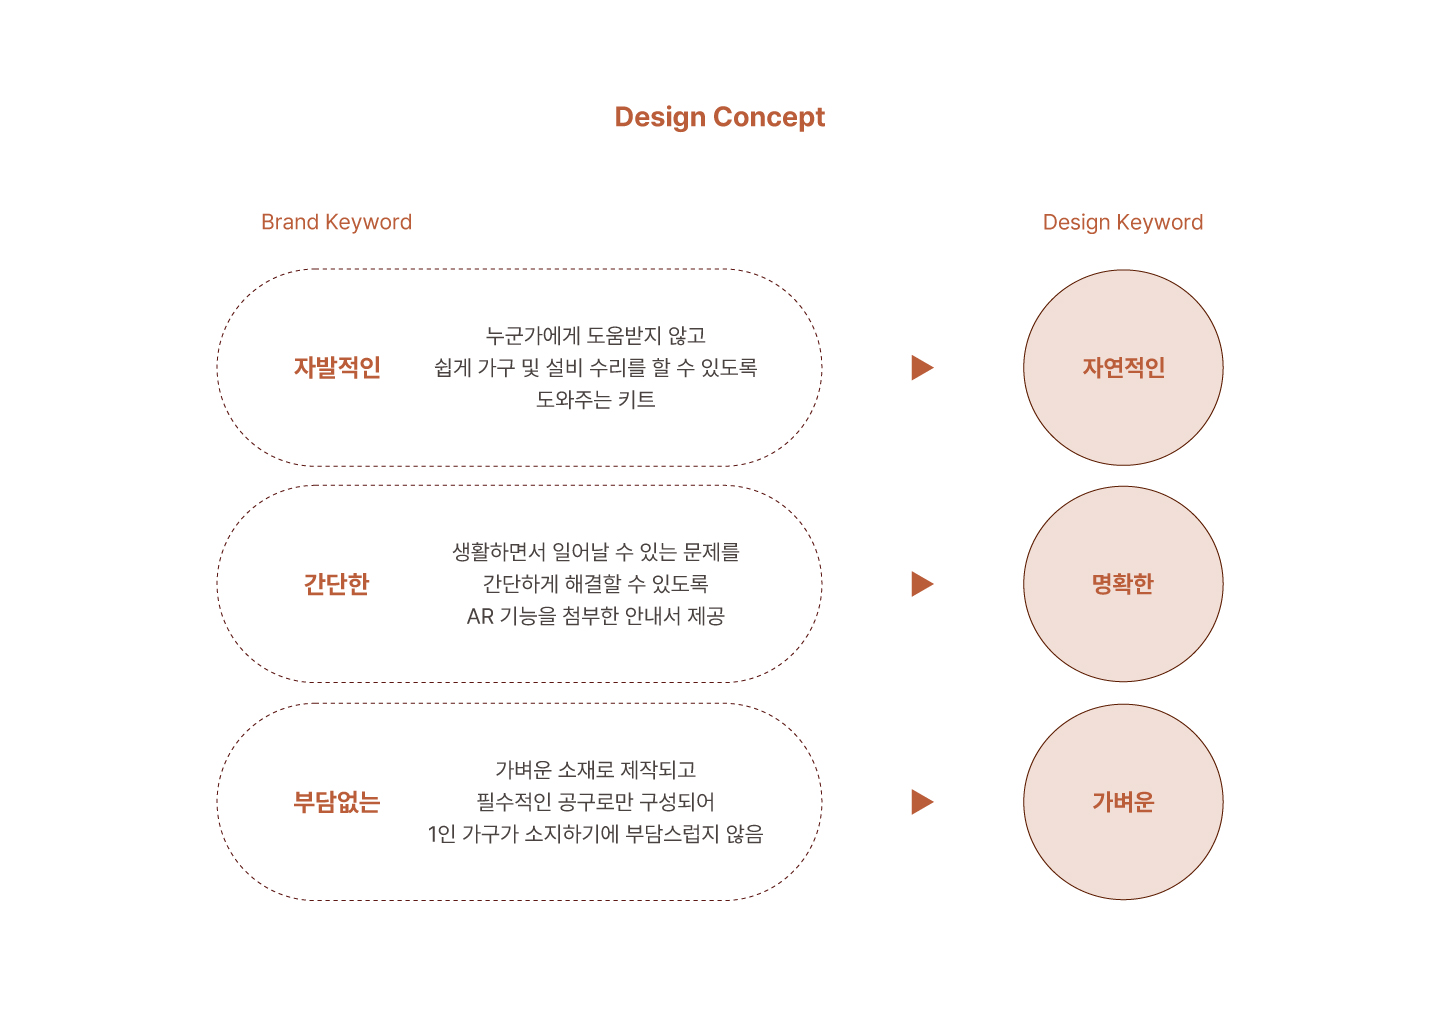 Design Concept
Brand Keyword
Design Keyword
자발적인
누군가에게 도움받지 않고
쉽게 가구 및 설비 수리를 할 수 있도록
도와주는 키트
자연적인
간단한
생활하면서 일어날 수 있는 문제를
간단하게 해결할 수 있도록
AR 기능을 첨부한 안내서 제공
명확한
부담없는
가벼운 소재로 제작되고
필수적인 공구로만 구성되어
1인 가구가 소지하기에 부담스럽지 않음
가벼운